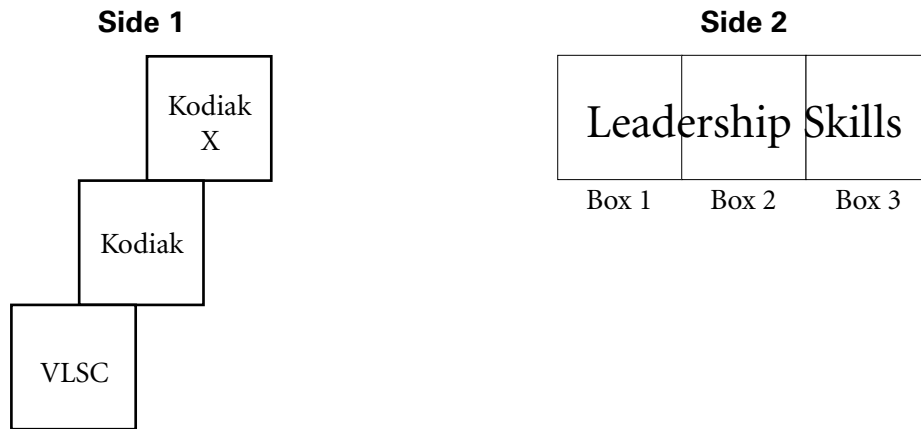 Side 1
Kodiak
X
Kodiak
VLSC
Side 2
Leadership Skills
Box 1 Box 2 Box 3